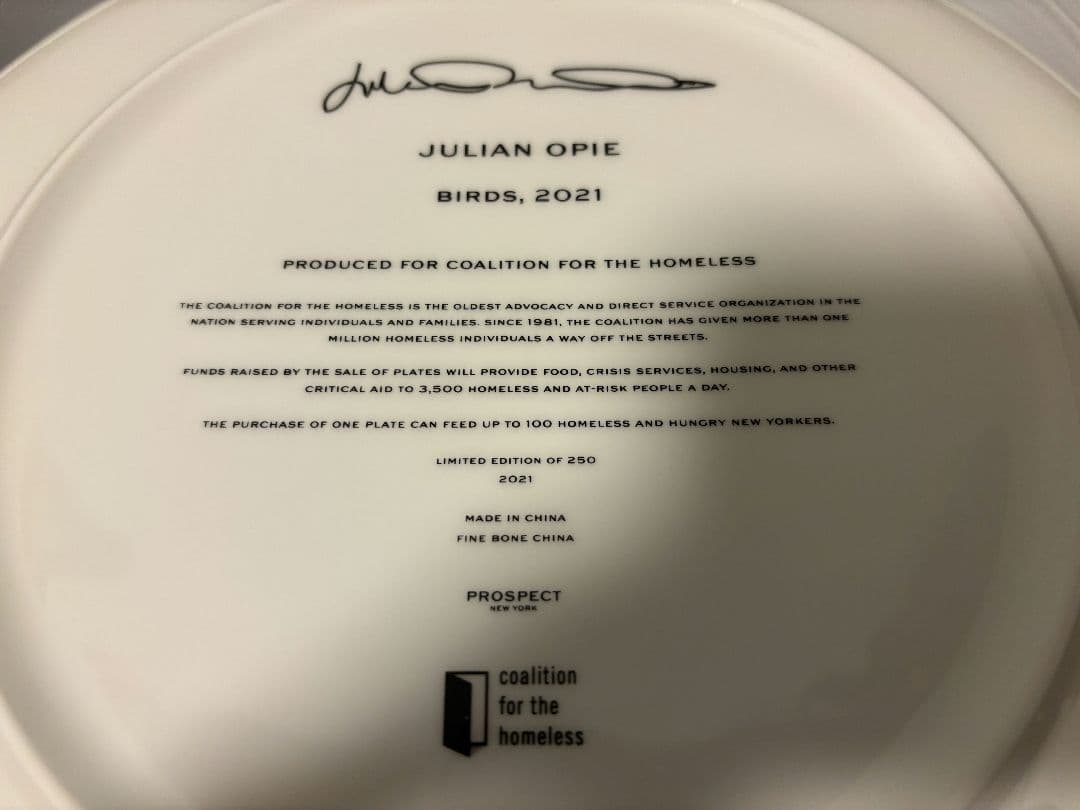 JULIAN OPIE
BIRDS, 2021
PRODUCED FOR COALITION FOR THE HOMELESS
THE COALITION FOR THE HOMELESS IS THE OLDEST ADVOCACY AND DIRECT SERVICE ORGANIZATION IN THE
NATION SERVING INDIVIDUALS AND FAMILIES. SINCE 1981, THE COALITION HAS GIVEN MORE THAN ONE
MILLION HOMELESS INDIVIDUALS A WAY OFF THE STREETS.
FUNDS RAISED BY THE SALE OF PLATES WILL PROVIDE FOOD, CRISIS SERVICES, HOUSING, AND OTHER
CRITICAL AID TO 3,500 HOMELESS AND AT-RISK PEOPLE A DAY.
THE PURCHASE OF ONE PLATE CAN FEED UP TO 100 HOMELESS AND HUNGRY NEW YORKERS.
LIMITED EDITION OF 250
2021
MADE IN CHINA
FINE BONE CHINA
PROSPECT
NEW YORK
coalition
for the
homeless